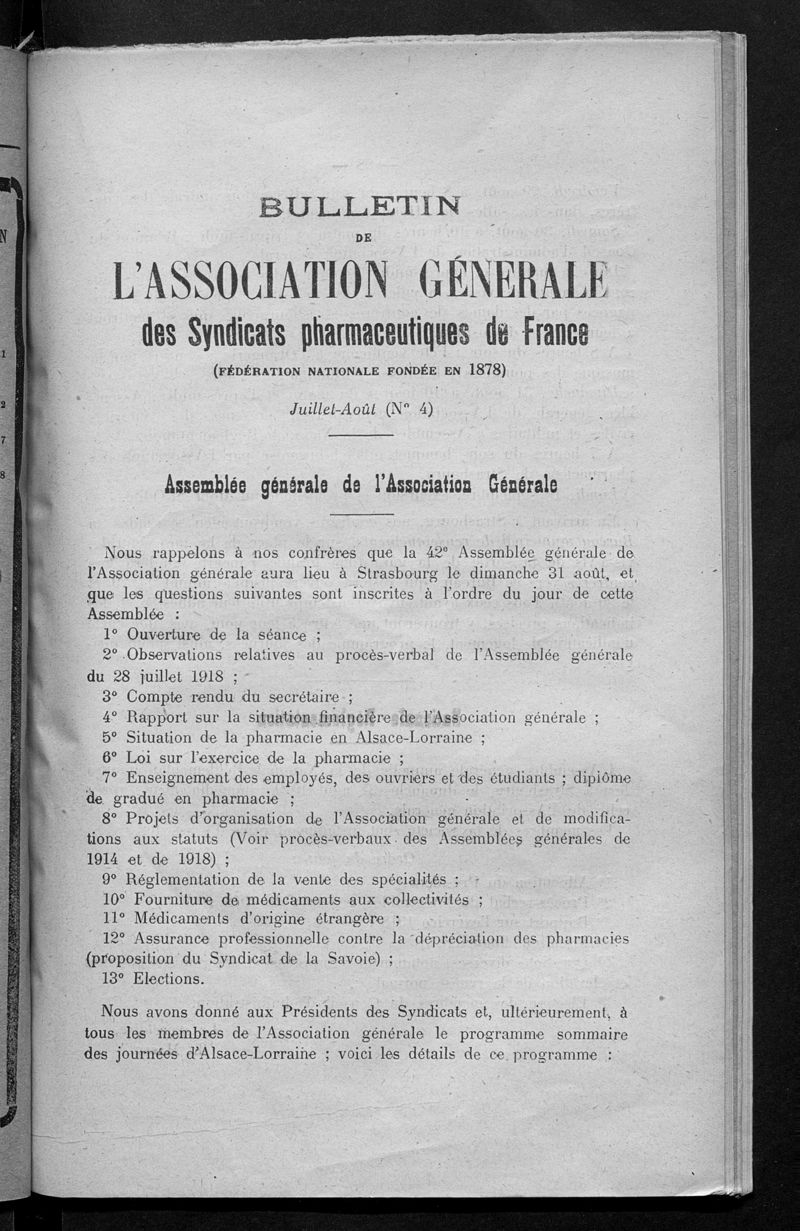 BULLETIN
DE
L'ASSOCIATION GÉNERALE
des Syndicats pharmaceutiques de France
(FÉDÉRATION NATIONALE FONDÉE EN 1878)
Juillet-Août (N° 4)
Assemblée générale de l'Association Générale
Nous rappelons à nos confrères que la 42e Assemblée générale de
l'Association générale aura lieu à Strasbourg le dimanche 31 août, et
que les questions suivantes sont inscrites à l'ordre du jour de cette
Assemblée :
1° Ouverture de la séance ;
2° Observations relatives au procès-verbal de l'Assemblée générale
du 28 juillet 1918 ;
3° Compte rendu du secrétaire ;
4° Rapport sur la situation financière de l'Association générale ;
5° Situation de la pharmacie en Alsace-Lorraine ;
6° Loi sur l'exercice de la pharmacie ;
7° Enseignement des employés, des ouvriers et des étudiants ; diplôme
de gradué en pharmacie ;
8° Projets d'organisation de l'Association générale et de modifica-
tions aux statuts (Voir procès-verbaux des Assemblées générales de
1914 et de 1918) ;
9° Réglementation de la vente des spécialités ;
10° Fourniture de médicaments aux collectivités ;
11° Médicaments d'origine étrangère ;
12° Assurance professionnelle contre la dépréciation des pharmacies
(proposition du Syndicat de la Savoie) ;
13° Elections.
Nous avons donné aux Présidents des Syndicats et, ultérieurement, à
tous les membres de l'Association générale le programme sommaire
des journées d'Alsace-Lorraine ; voici les détails de ce programme :
N
1
2
7
8